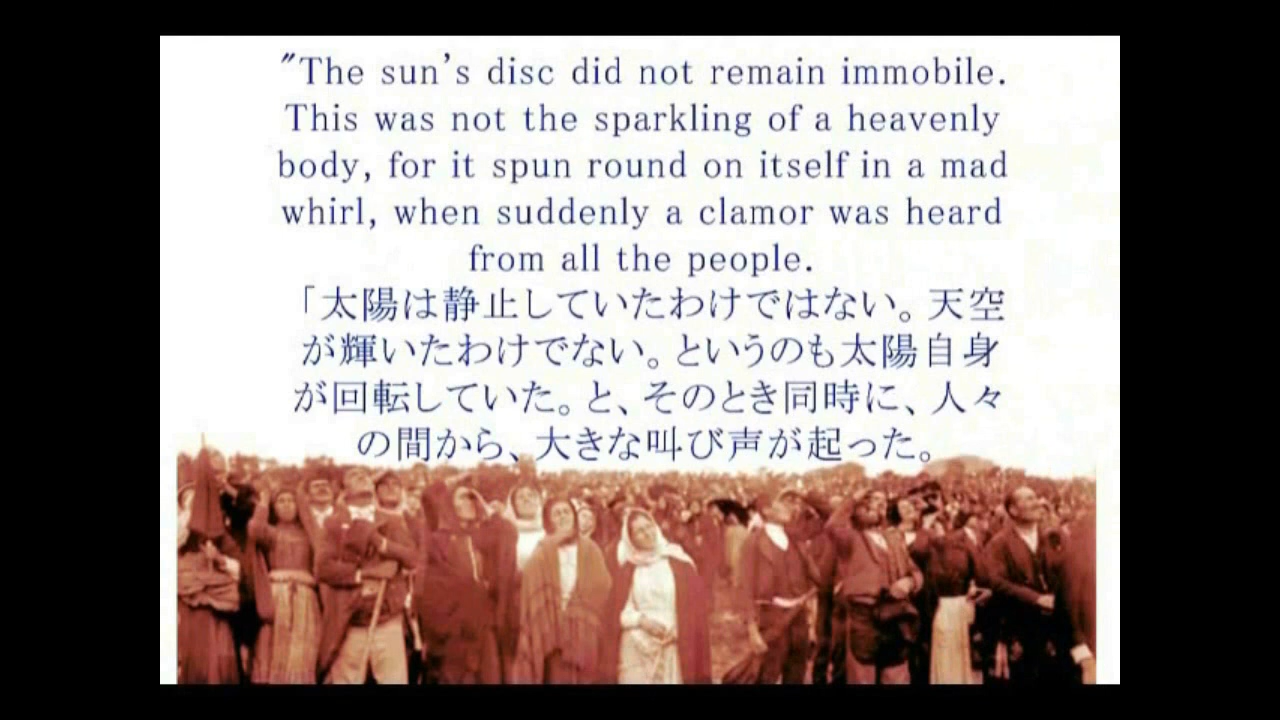 "The sun's disc did not remain immobile.
This was not the sparkling of a heavenly
body, for it spun round on itself in a mad
whirl, when suddenly a clamor was heard
from all the people.
「太陽は静止していたわけではない。天空
が輝いたわけでない。というのも太陽自身
が回転していた。と、そのとき同時に、人々
の間から、大きな叫び声が起った。